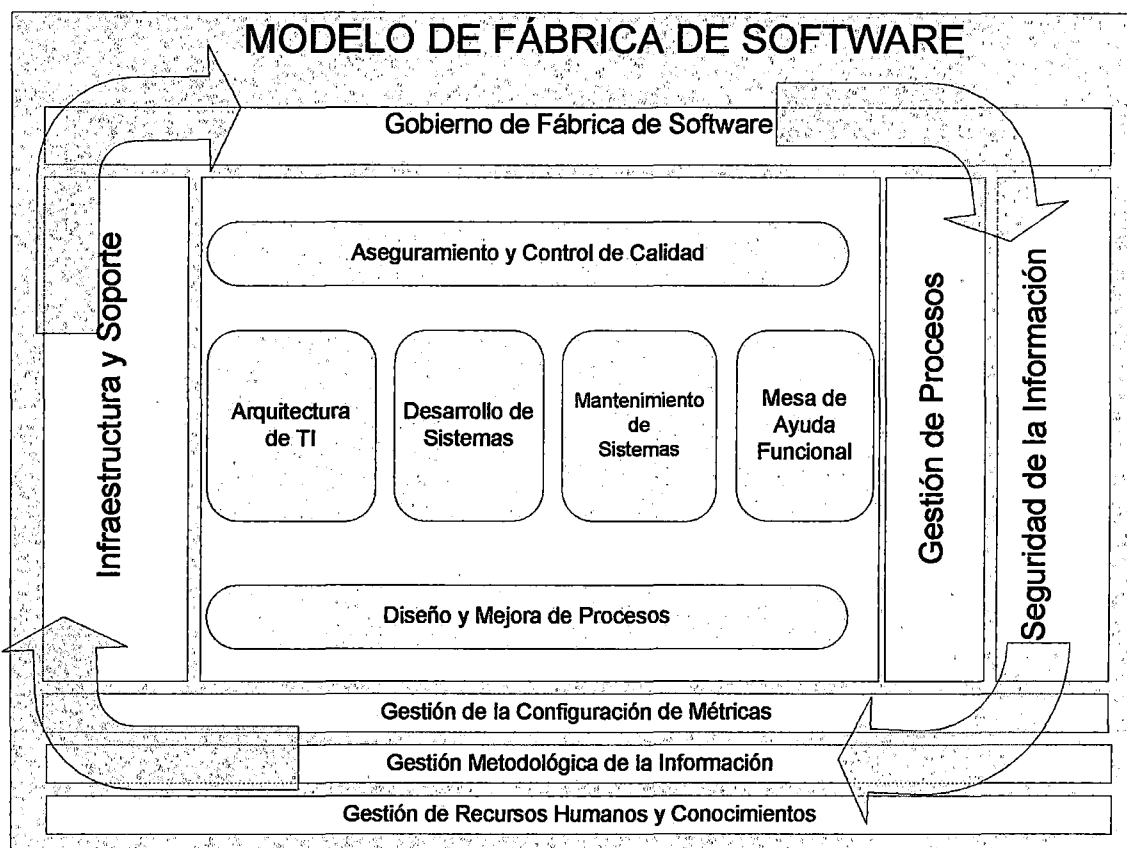 MODELO DE FÁBRICA DE SOFTWARE
Gobierno de Fábrica de Software
Infraestructura y Soporte
Aseguramiento y Control de Calidad
Arquitectura
de TI
Desarrollo de
Sistemas
Mantenimiento
de
Sistemas
Mesa de
Ayuda
Funcional
Diseño y Mejora de Procesos
Gestión de Procesos
Seguridad de la Información
Gestión de la Configuración de Métricas
Gestión Metodológica de la Información
Gestión de Recursos Humanos y Conocimientos